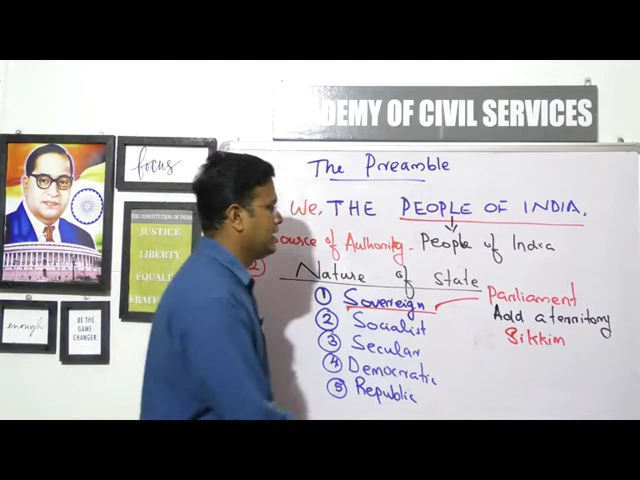 DEMY OF CIVIL SERVICES
focus
THE CONSTITUTION OF INDIA
JUSTICE
LIBERTY
enough
BE THE
GAME
CHANGER
The Preamble
We, THE PEOPLE OF INDIA,
ource of Authority - People of India
2 Nature of State
1 Sovereign
2 Socialist
3 Secular
4 Democratic
5 Republic
Parliament
Add a territory
Sikkim